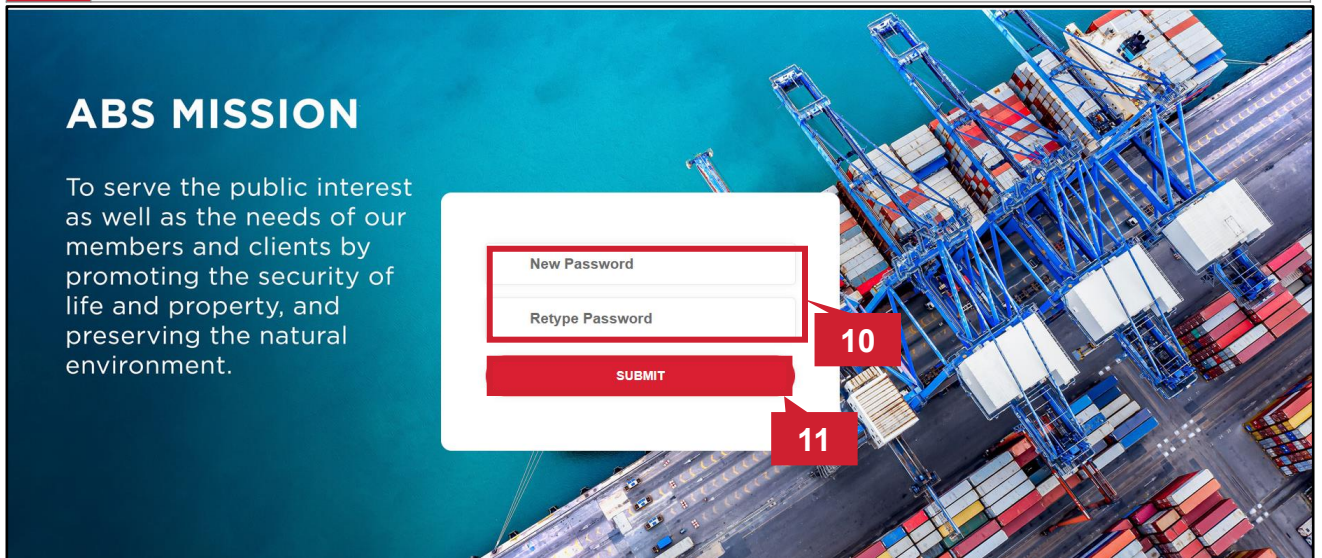 ABS MISSION
To serve the public interest
as well as the needs of our
members and clients by
promoting the security of
life and property, and
preserving the natural
environment.
New Password
Retype Password
10
SUBMIT
11